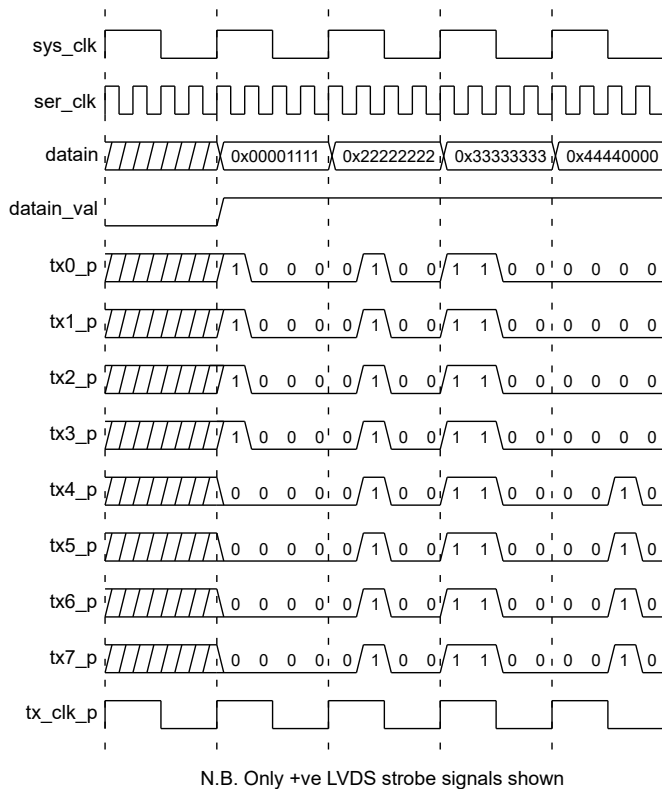 sys_clk
ser_clk
datain 0x00001111 0x22222222 0x33333333 0x44440000
datain_val
tx0_p 1 0 0 0 0 1 0 0 1 1 0 0 0 0 0 0
tx1_p 1 0 0 0 0 1 0 0 1 1 0 0 0 0 0 0
tx2_p 1 0 0 0 0 1 0 0 1 1 0 0 0 0 0 0
tx3_p 1 0 0 0 0 1 0 0 1 1 0 0 0 0 0 0
tx4_p 0 0 0 0 0 1 0 0 1 1 0 0 0 0 1 0
tx5_p 0 0 0 0 0 1 0 0 1 1 0 0 0 0 1 0
tx6_p 0 0 0 0 0 1 0 0 1 1 0 0 0 0 1 0
tx7_p 0 0 0 0 0 1 0 0 1 1 0 0 0 0 1 0
tx_clk_p
N.B. Only +ve LVDS strobe signals shown